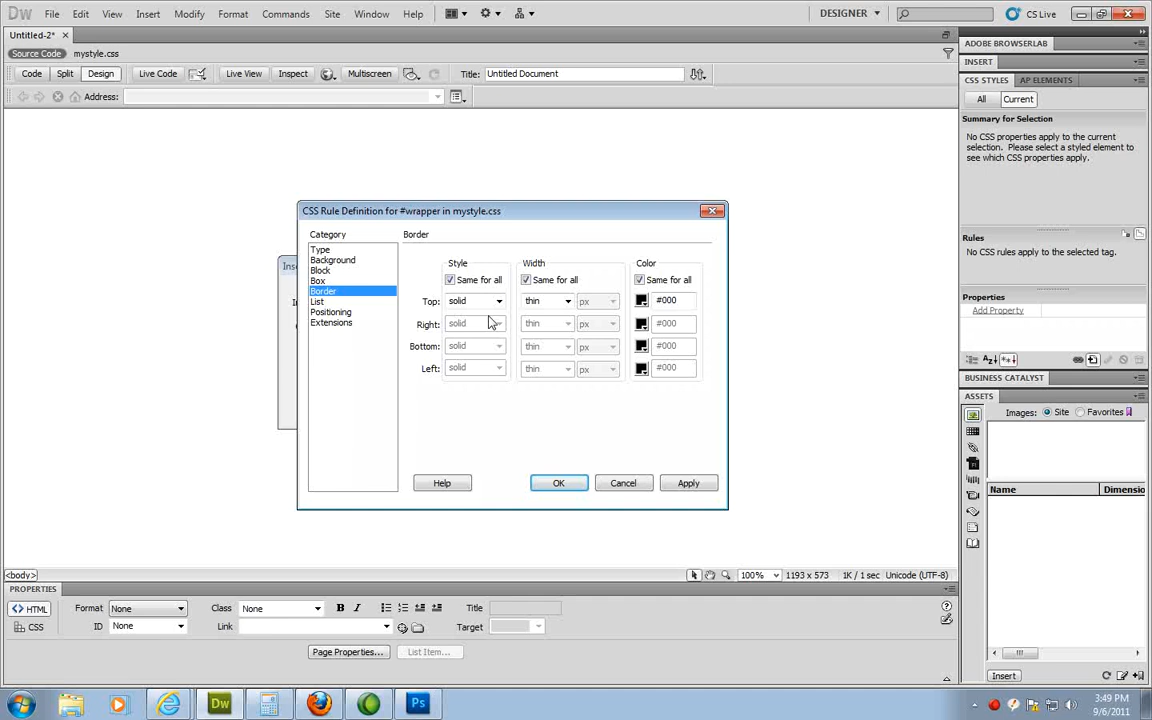 Dw File Edit View Insert Modify Format Commands Site Window Help DESIGNER CS Live
Untitled-2*
Source Code mystyle.css
Code Split Design Live Code Live View Inspect Multiscreen Title: Untitled Document
Address:
ADOBE BROWSERLAB
INSERT
CSS STYLES AP ELEMENTS
All Current
Summary for Selection
No CSS properties apply to the current
selection. Please select a styled element to
see which CSS properties apply.
Rules
No CSS rules apply to the selected tag.
Properties
Add Property
BUSINESS CATALYST
ASSETS
Images: Site Favorites
Name Dimension
Insert
CSS Rule Definition for #wrapper in mystyle.css
Category
Type
Background
Block
Box
Border
List
Positioning
Extensions
Border
Style Width Color
Same for all Same for all Same for all
Top: solid thin px #000
Right: solid thin px #000
Bottom: solid thin px #000
Left: solid thin px #000
Help OK Cancel Apply
<body> 100% 1193 x 573 1K / 1 sec Unicode (UTF-8)
PROPERTIES
HTML Format None Class None B I Title
CSS ID None Link Target
Page Properties... List Item...
Dw Ps
3:49 PM
9/6/2011